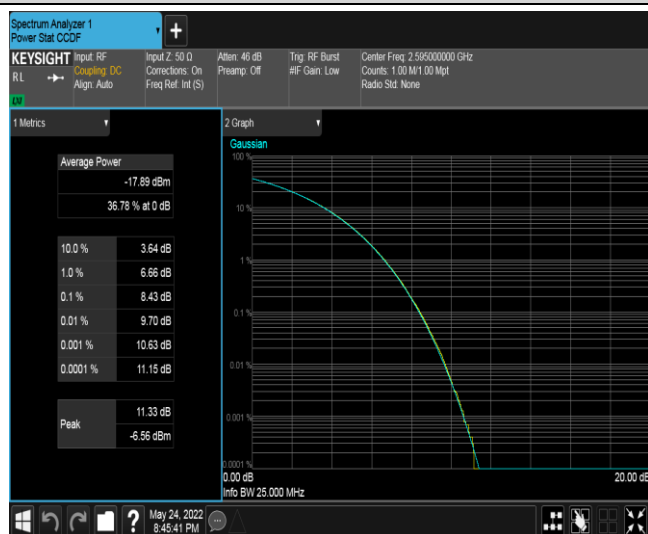 Spectrum Analyzer 1
Power Stat CCDF
KEYSIGHT Input: RF Input Z: 50 Ω Atten: 46 dB Trig: RF Burst Center Freq: 2.595000000 GHz
RL Coupling: DC Corrections: On Preamp: Off #IF Gain: Low Counts: 1.00 M/1.00 Mpt
Align: Auto Freq Ref: Int (S) Radio Std: None
LXI
1 Metrics
2 Graph
Average Power
-17.89 dBm
36.78 % at 0 dB
10.0 % 3.64 dB
1.0 % 6.66 dB
0.1 % 8.43 dB
0.01 % 9.70 dB
0.001 % 10.63 dB
0.0001 % 11.15 dB
Peak 11.33 dB
-6.56 dBm
Gaussian
100 %
10 %
1 %
0.1 %
0.01 %
0.001 %
0.0001 %
0.00 dB 20.00 dB
Info BW 25.000 MHz
?
May 24, 2022
8:45:41 PM